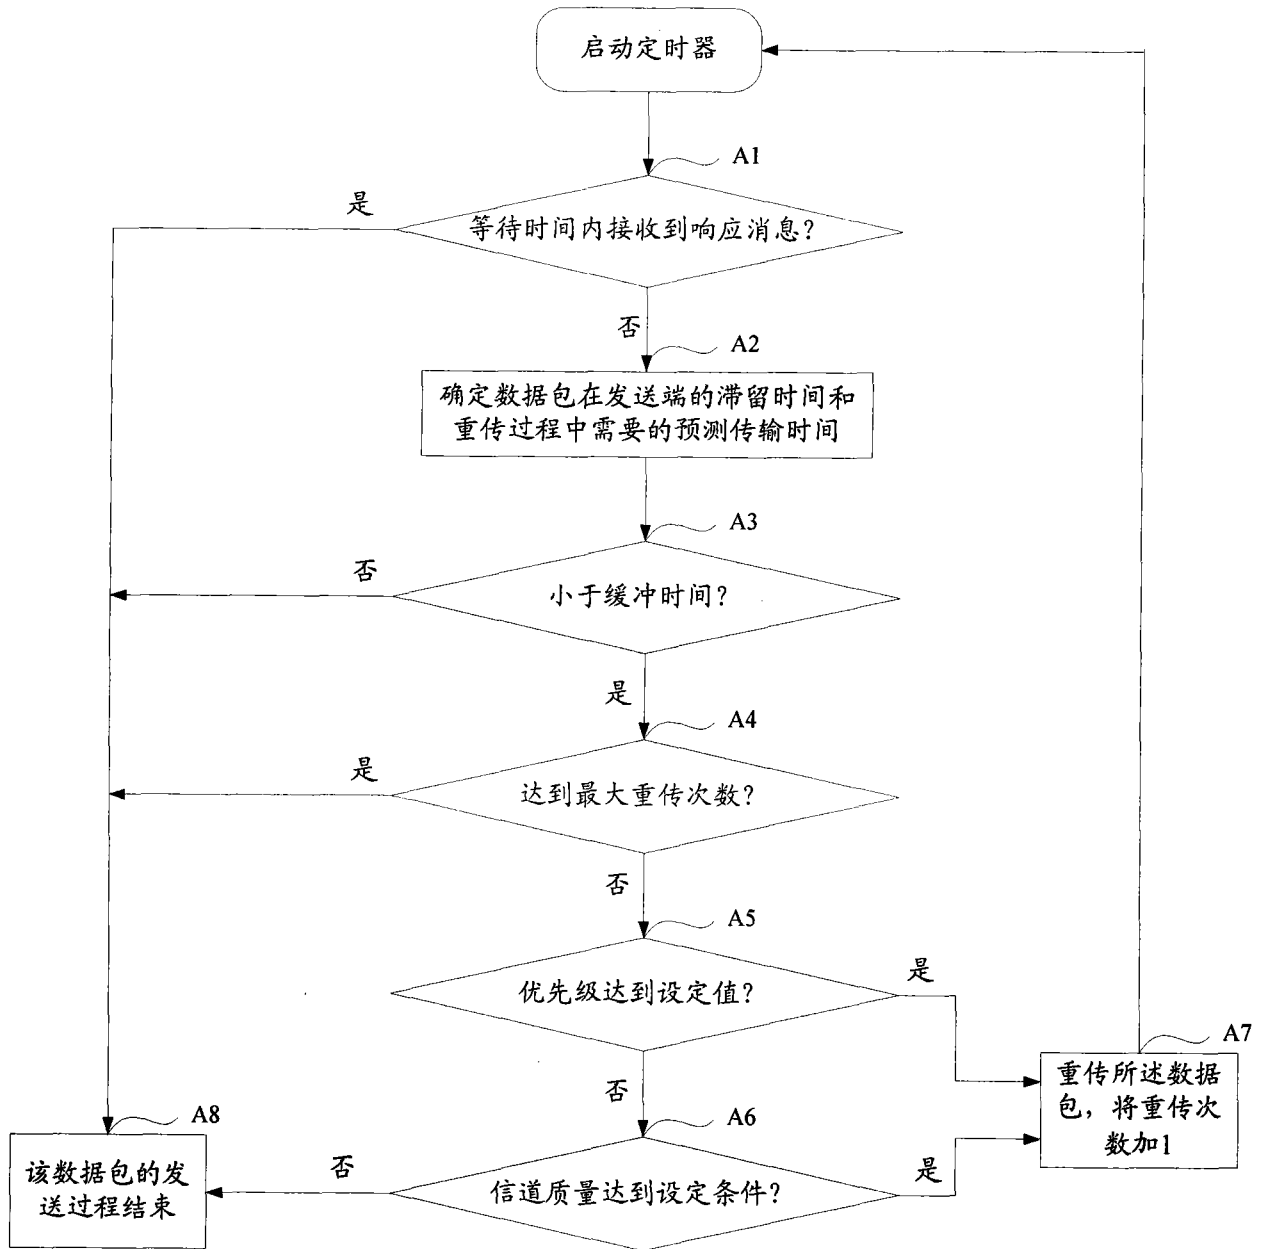 启动定时器
A1
是
等待时间内接收到响应消息?
否
A2
确定数据包在发送端的滞留时间和
重传过程中需要的预测传输时间
A3
否
小于缓冲时间?
是
A4
是
达到最大重传次数?
否
A5
是
优先级达到设定值?
A7
重传所述数据
包，将重传次
数加1
否
A6
A8
该数据包的发
送过程结束
否
信道质量达到设定条件?
是